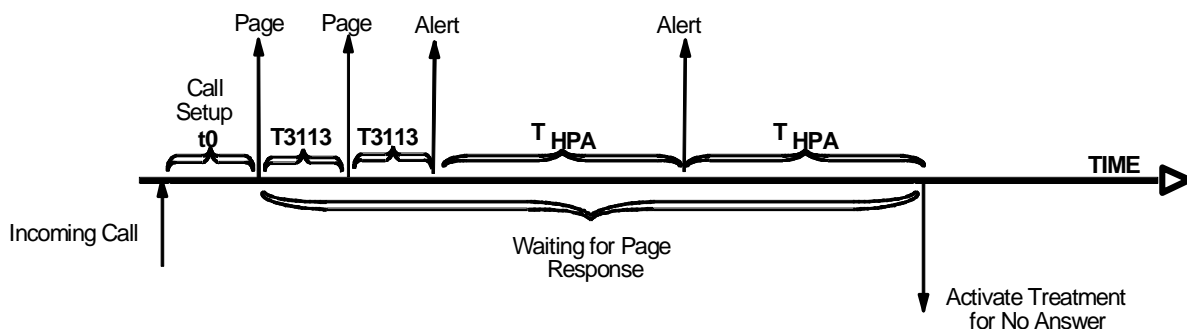 Page
Page
Alert
Alert
Call
Setup
t0
T3113
T3113
T HPA
T HPA
TIME
Incoming Call
Waiting for Page
Response
Activate Treatment
for No Answer